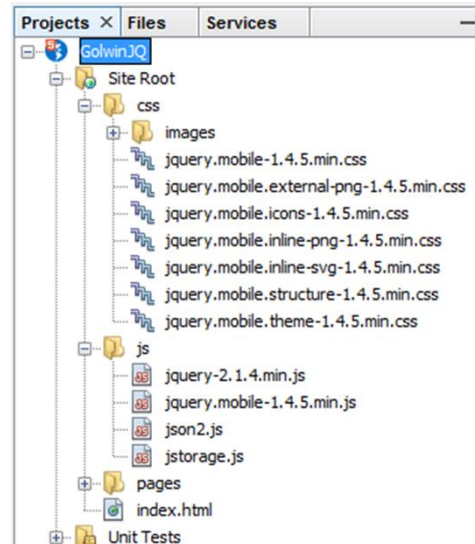 Projects × Files Services
GolwinJQ
Site Root
css
images
jquery.mobile-1.4.5.min.css
jquery.mobile.external-png-1.4.5.min.css
jquery.mobile.icons-1.4.5.min.css
jquery.mobile.inline-png-1.4.5.min.css
jquery.mobile.inline-svg-1.4.5.min.css
jquery.mobile.structure-1.4.5.min.css
jquery.mobile.theme-1.4.5.min.css
js
jquery-2.1.4.min.js
jquery.mobile-1.4.5.min.js
json2.js
jstorage.js
pages
index.html
Unit Tests